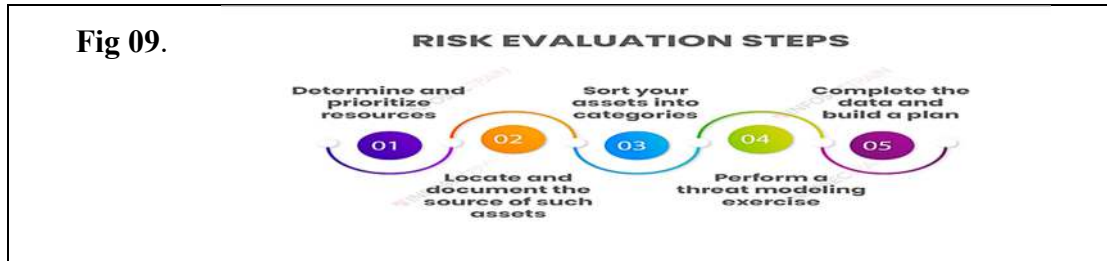 Fig 09.
RISK EVALUATION STEPS
Determine and
prioritize
resources
01
02
Locate and
document the
source of such
assets
Sort your
assets into
categories
03
04
Perform a
threat modeling
exercise
Complete the
data and
build a plan
05